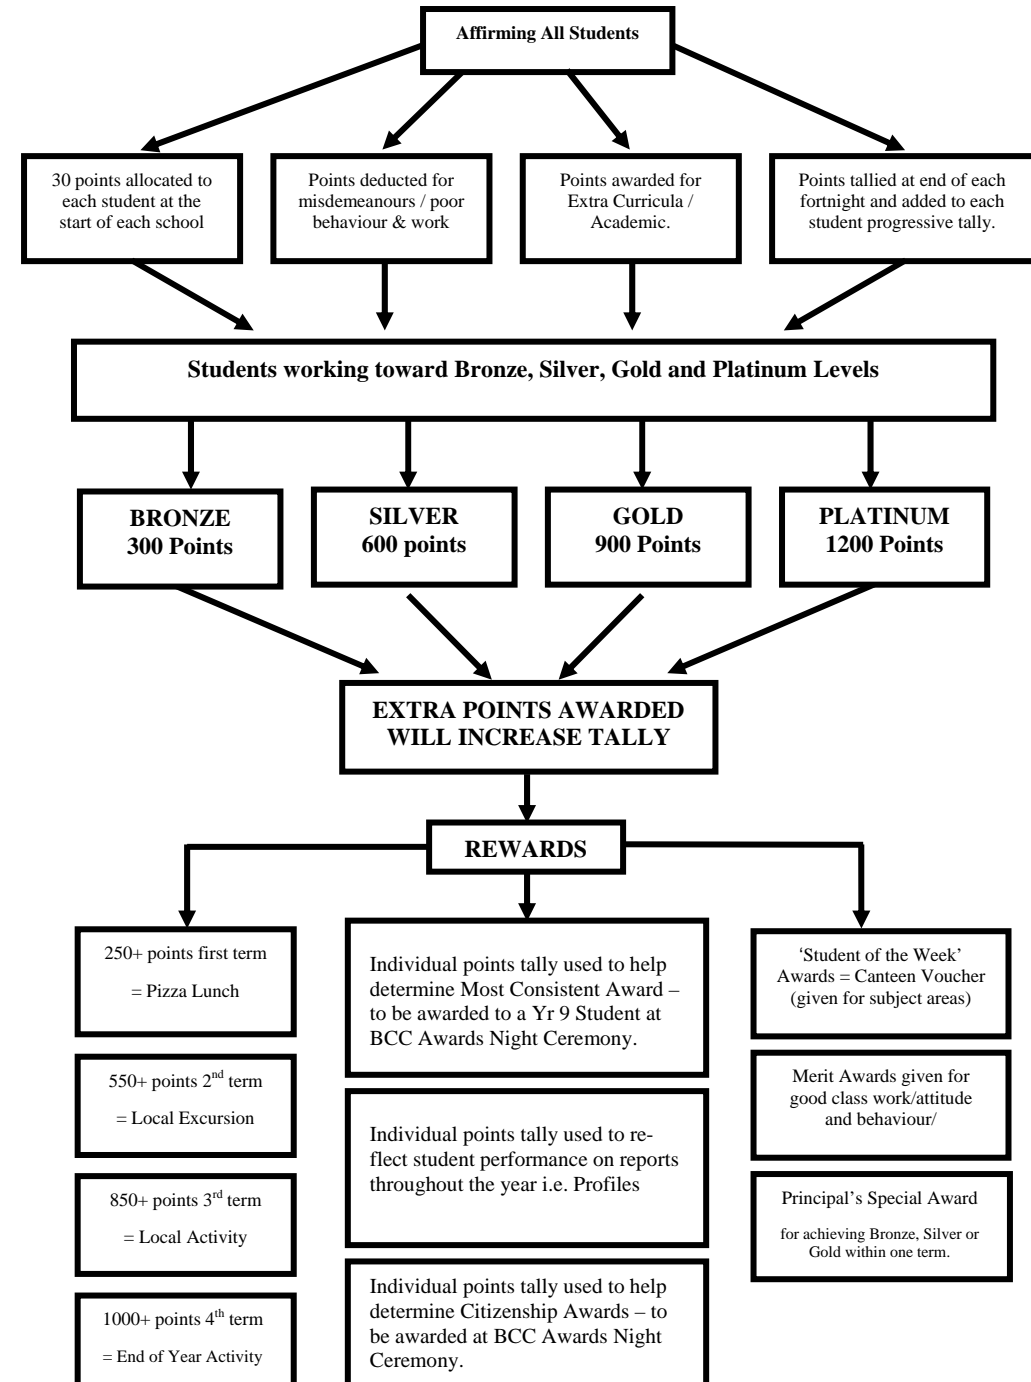 Affirming All Students
30 points allocated to
each student at the
start of each school
Points deducted for
misdemeanours / poor
behaviour & work
Points awarded for
Extra Curricula /
Academic.
Points tallied at end of each
fortnight and added to each
student progressive tally.
Students working toward Bronze, Silver, Gold and Platinum Levels
BRONZE
300 Points
SILVER
600 points
GOLD
900 Points
PLATINUM
1200 Points
EXTRA POINTS AWARDED
WILL INCREASE TALLY
REWARDS
250+ points first term
= Pizza Lunch
550+ points 2nd term
= Local Excursion
850+ points 3rd term
= Local Activity
1000+ points 4th term
= End of Year Activity
Individual points tally used to help
determine Most Consistent Award –
to be awarded to a Yr 9 Student at
BCC Awards Night Ceremony.
Individual points tally used to re-
flect student performance on reports
throughout the year i.e. Profiles
Individual points tally used to help
determine Citizenship Awards – to
be awarded at BCC Awards Night
Ceremony.
‘Student of the Week’
Awards = Canteen Voucher
(given for subject areas)
Merit Awards given for
good class work/attitude
and behaviour/
Principal’s Special Award
for achieving Bronze, Silver or
Gold within one term.